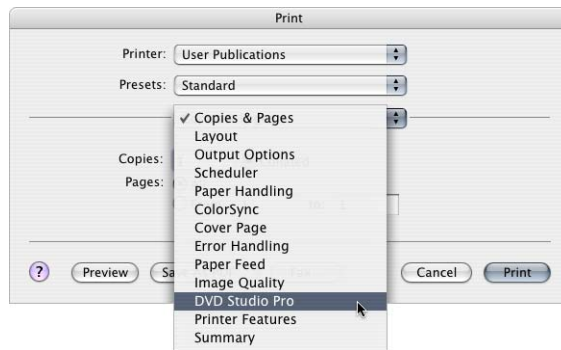 Print
Printer: User Publications
Presets: Standard
✓ Copies & Pages
Layout
Output Options
Copies:
Scheduler
Pages:
Paper Handling
ColorSync
Cover Page
Error Handling
Paper Feed
? Preview Cancel Print
Image Quality
DVD Studio Pro
Printer Features
Summary